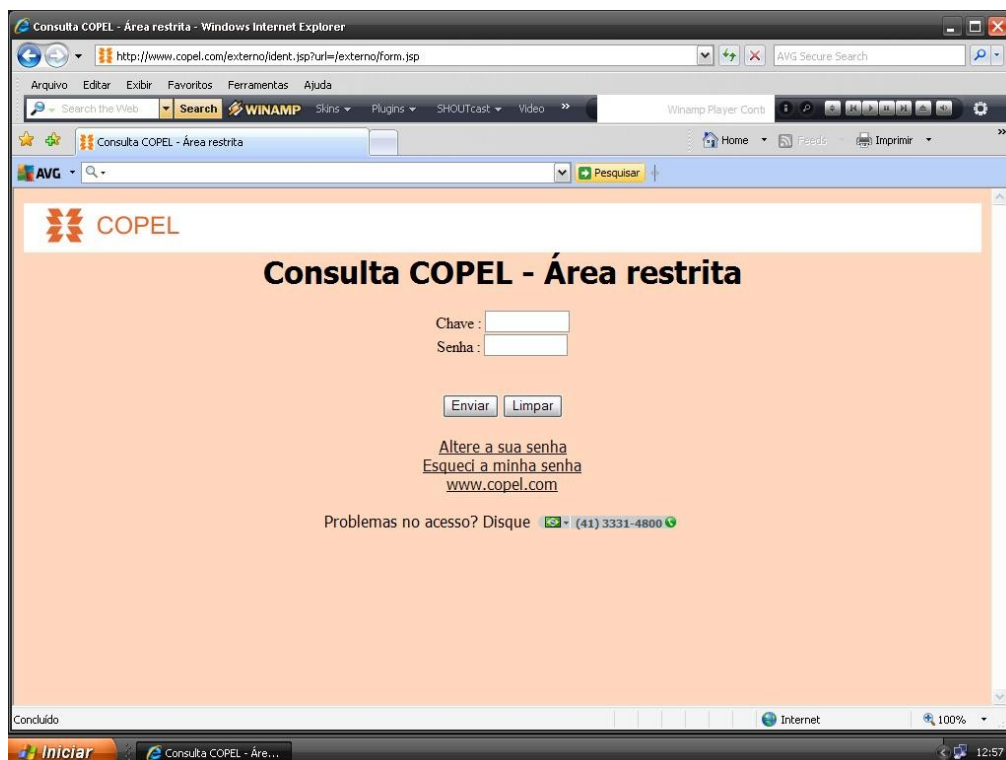 Consulta COPEL - Área restrita - Windows Internet Explorer
http://www.copel.com/externo/ident.jsp?url=/externo/form.jsp
AVG Secure Search
Arquivo Editar Exibir Favoritos Ferramentas Ajuda
Search the Web Search WINAMP Skins Plugins SHOUTcast Video » Winamp Player Conti
Consulta COPEL - Área restrita Home Feeds Imprimir »
AVG Pesquisar
COPEL
Consulta COPEL - Área restrita
Chave :
Senha :
Enviar Limpar
Altere a sua senha
Esqueci a minha senha
www.copel.com
Problemas no acesso? Disque (41) 3331-4800
Concluído Internet 100%
Iniciar Consulta COPEL - Áre... 12:57